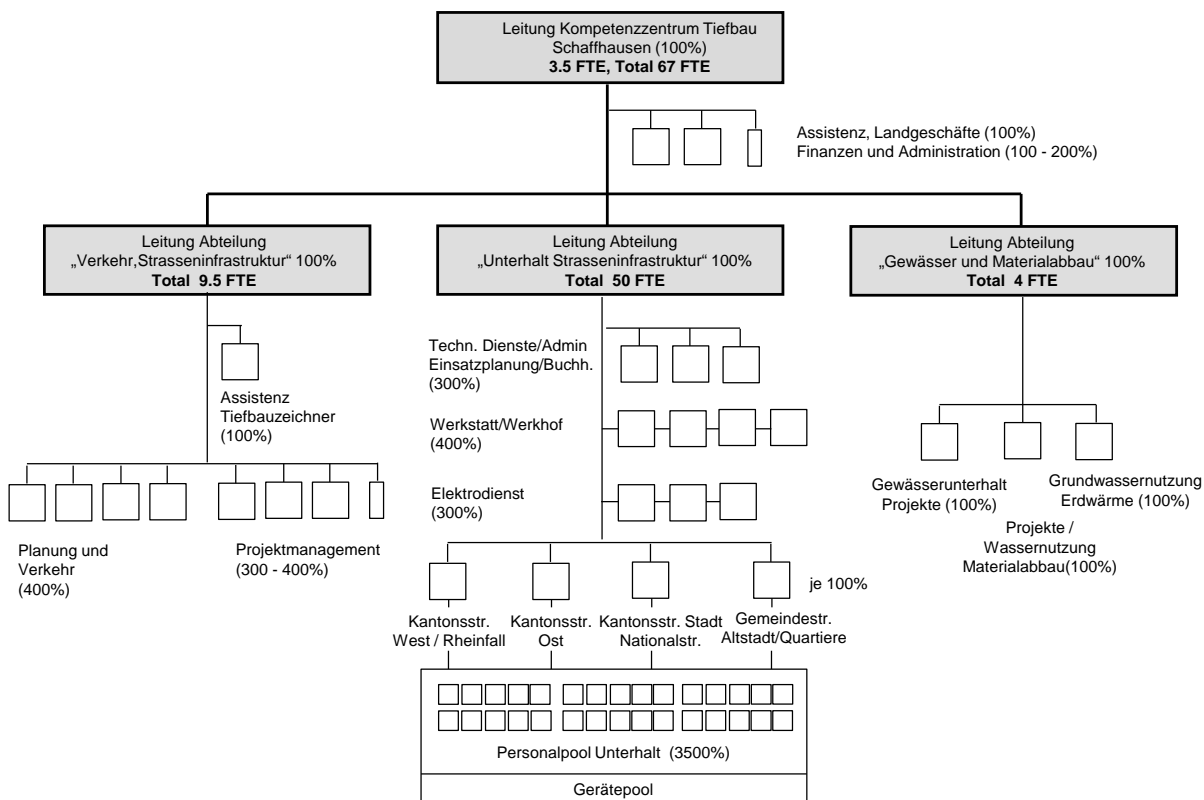 Leitung Kompetenzzentrum Tiefbau
Schaffhausen (100%)
3.5 FTE, Total 67 FTE
Assistenz, Landgeschäfte (100%)
Finanzen und Administration (100 - 200%)
Leitung Abteilung
„Verkehr,Strasseninfrastruktur“ 100%
Total 9.5 FTE
Leitung Abteilung
„Unterhalt Strasseninfrastruktur“ 100%
Total 50 FTE
Leitung Abteilung
„Gewässer und Materialabbau“ 100%
Total 4 FTE
Assistenz
Tiefbauzeichner
(100%)
Planung und
Verkehr
(400%)
Projektmanagement
(300 - 400%)
Techn. Dienste/Admin
Einsatzplanung/Buchh.
(300%)
Werkstatt/Werkhof
(400%)
Elektrodienst
(300%)
je 100%
Kantonsstr.
West / Rheinfall
Kantonsstr.
Ost
Kantonsstr. Stadt
Nationalstr.
Gemeindestr.
Altstadt/Quartiere
Personalpool Unterhalt (3500%)
Gerätepool
Gewässerunterhalt
Projekte (100%)
Projekte /
Wassernutzung
Materialabbau(100%)
Grundwassernutzung
Erdwärme (100%)